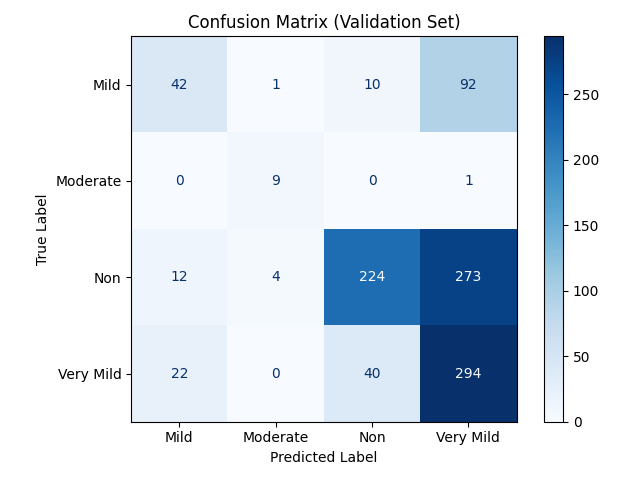 Confusion Matrix (Validation Set)
Mild 42 1 10 92
Moderate 0 9 0 1
Non 12 4 224 273
Very Mild 22 0 40 294
Mild Moderate Non Very Mild
Predicted Label
True Label
250
200
150
100
50
0